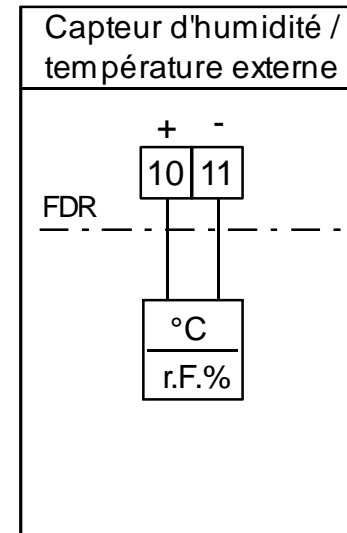 Capteur d'humidité /
température externe
+ -
10 11
FDR
°C
r.F.%